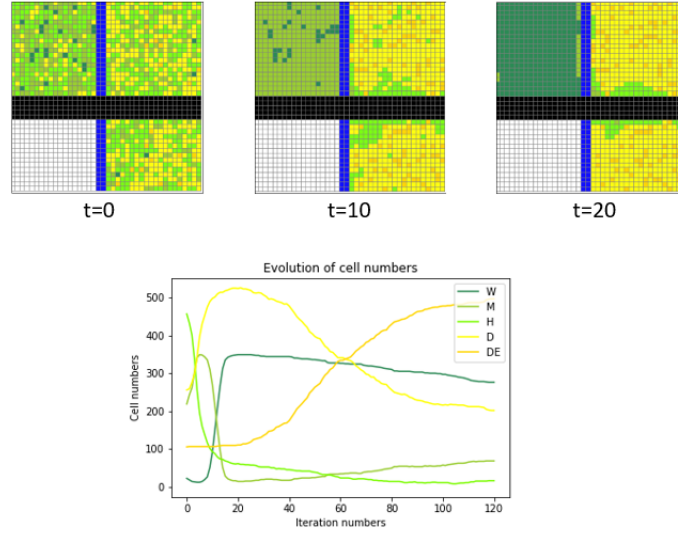 t=0 t=10 t=20
Evolution of cell numbers
W
M
H
D
DE
Cell numbers
500
400
300
200
100
0
0 20 40 60 80 100 120
Iteration numbers